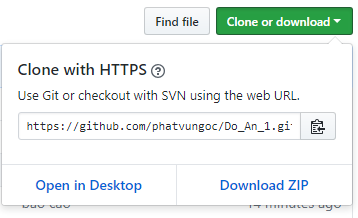 Find file
Clone or download
Clone with HTTPS ?
Use Git or checkout with SVN using the web URL.
https://github.com/phatvungoc/Do_An_1.gi
Open in Desktop
Download ZIP
bao cao
14 minutes ago